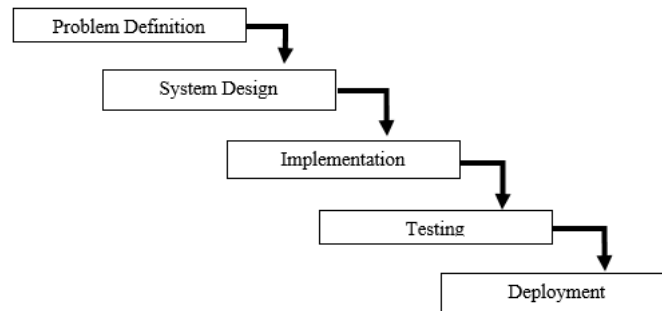 Problem Definition
System Design
Implementation
Testing
Deployment